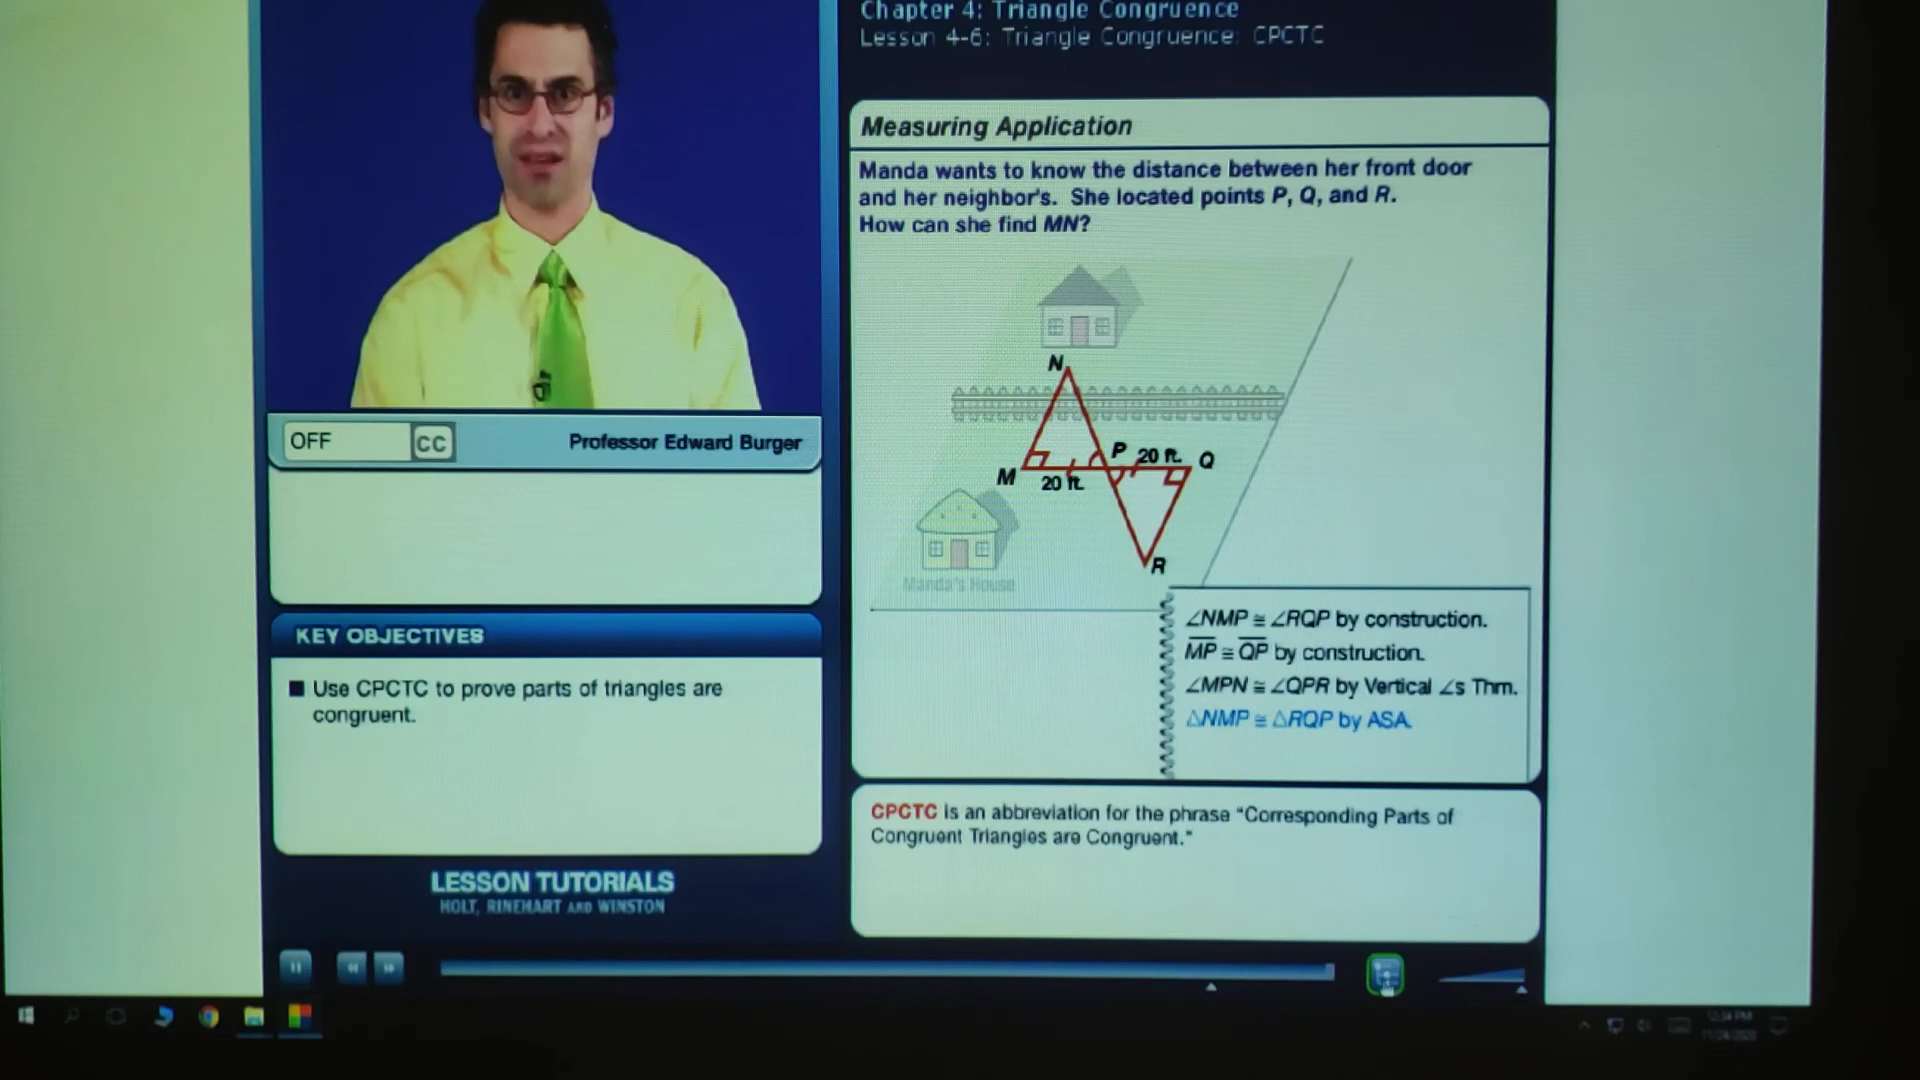 Chapter 4: Triangle Congruence
Lesson 4-6: Triangle Congruence: CPCTC
Measuring Application
Manda wants to know the distance between her front door
and her neighbor's. She located points P, Q, and R.
How can she find MN?
N
P 20 ft. Q
M 20 ft.
R
Manda's House
∠NMP ≅ ∠RQP by construction.
M̅P̅ ≅ Q̅P̅ by construction.
∠MPN ≅ ∠QPR by Vertical ∠s Thm.
△NMP ≅ △RQP by ASA.
CPCTC is an abbreviation for the phrase "Corresponding Parts of
Congruent Triangles are Congruent."
OFF CC Professor Edward Burger
KEY OBJECTIVES
■ Use CPCTC to prove parts of triangles are
congruent.
LESSON TUTORIALS
HOLT, RINEHART AND WINSTON